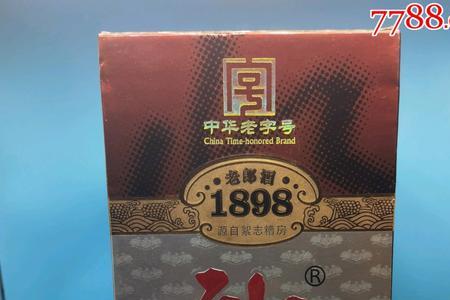 7788.
中华老字号
China Time-honored Brand
老郎酒
1898
源自絮志糟房
®